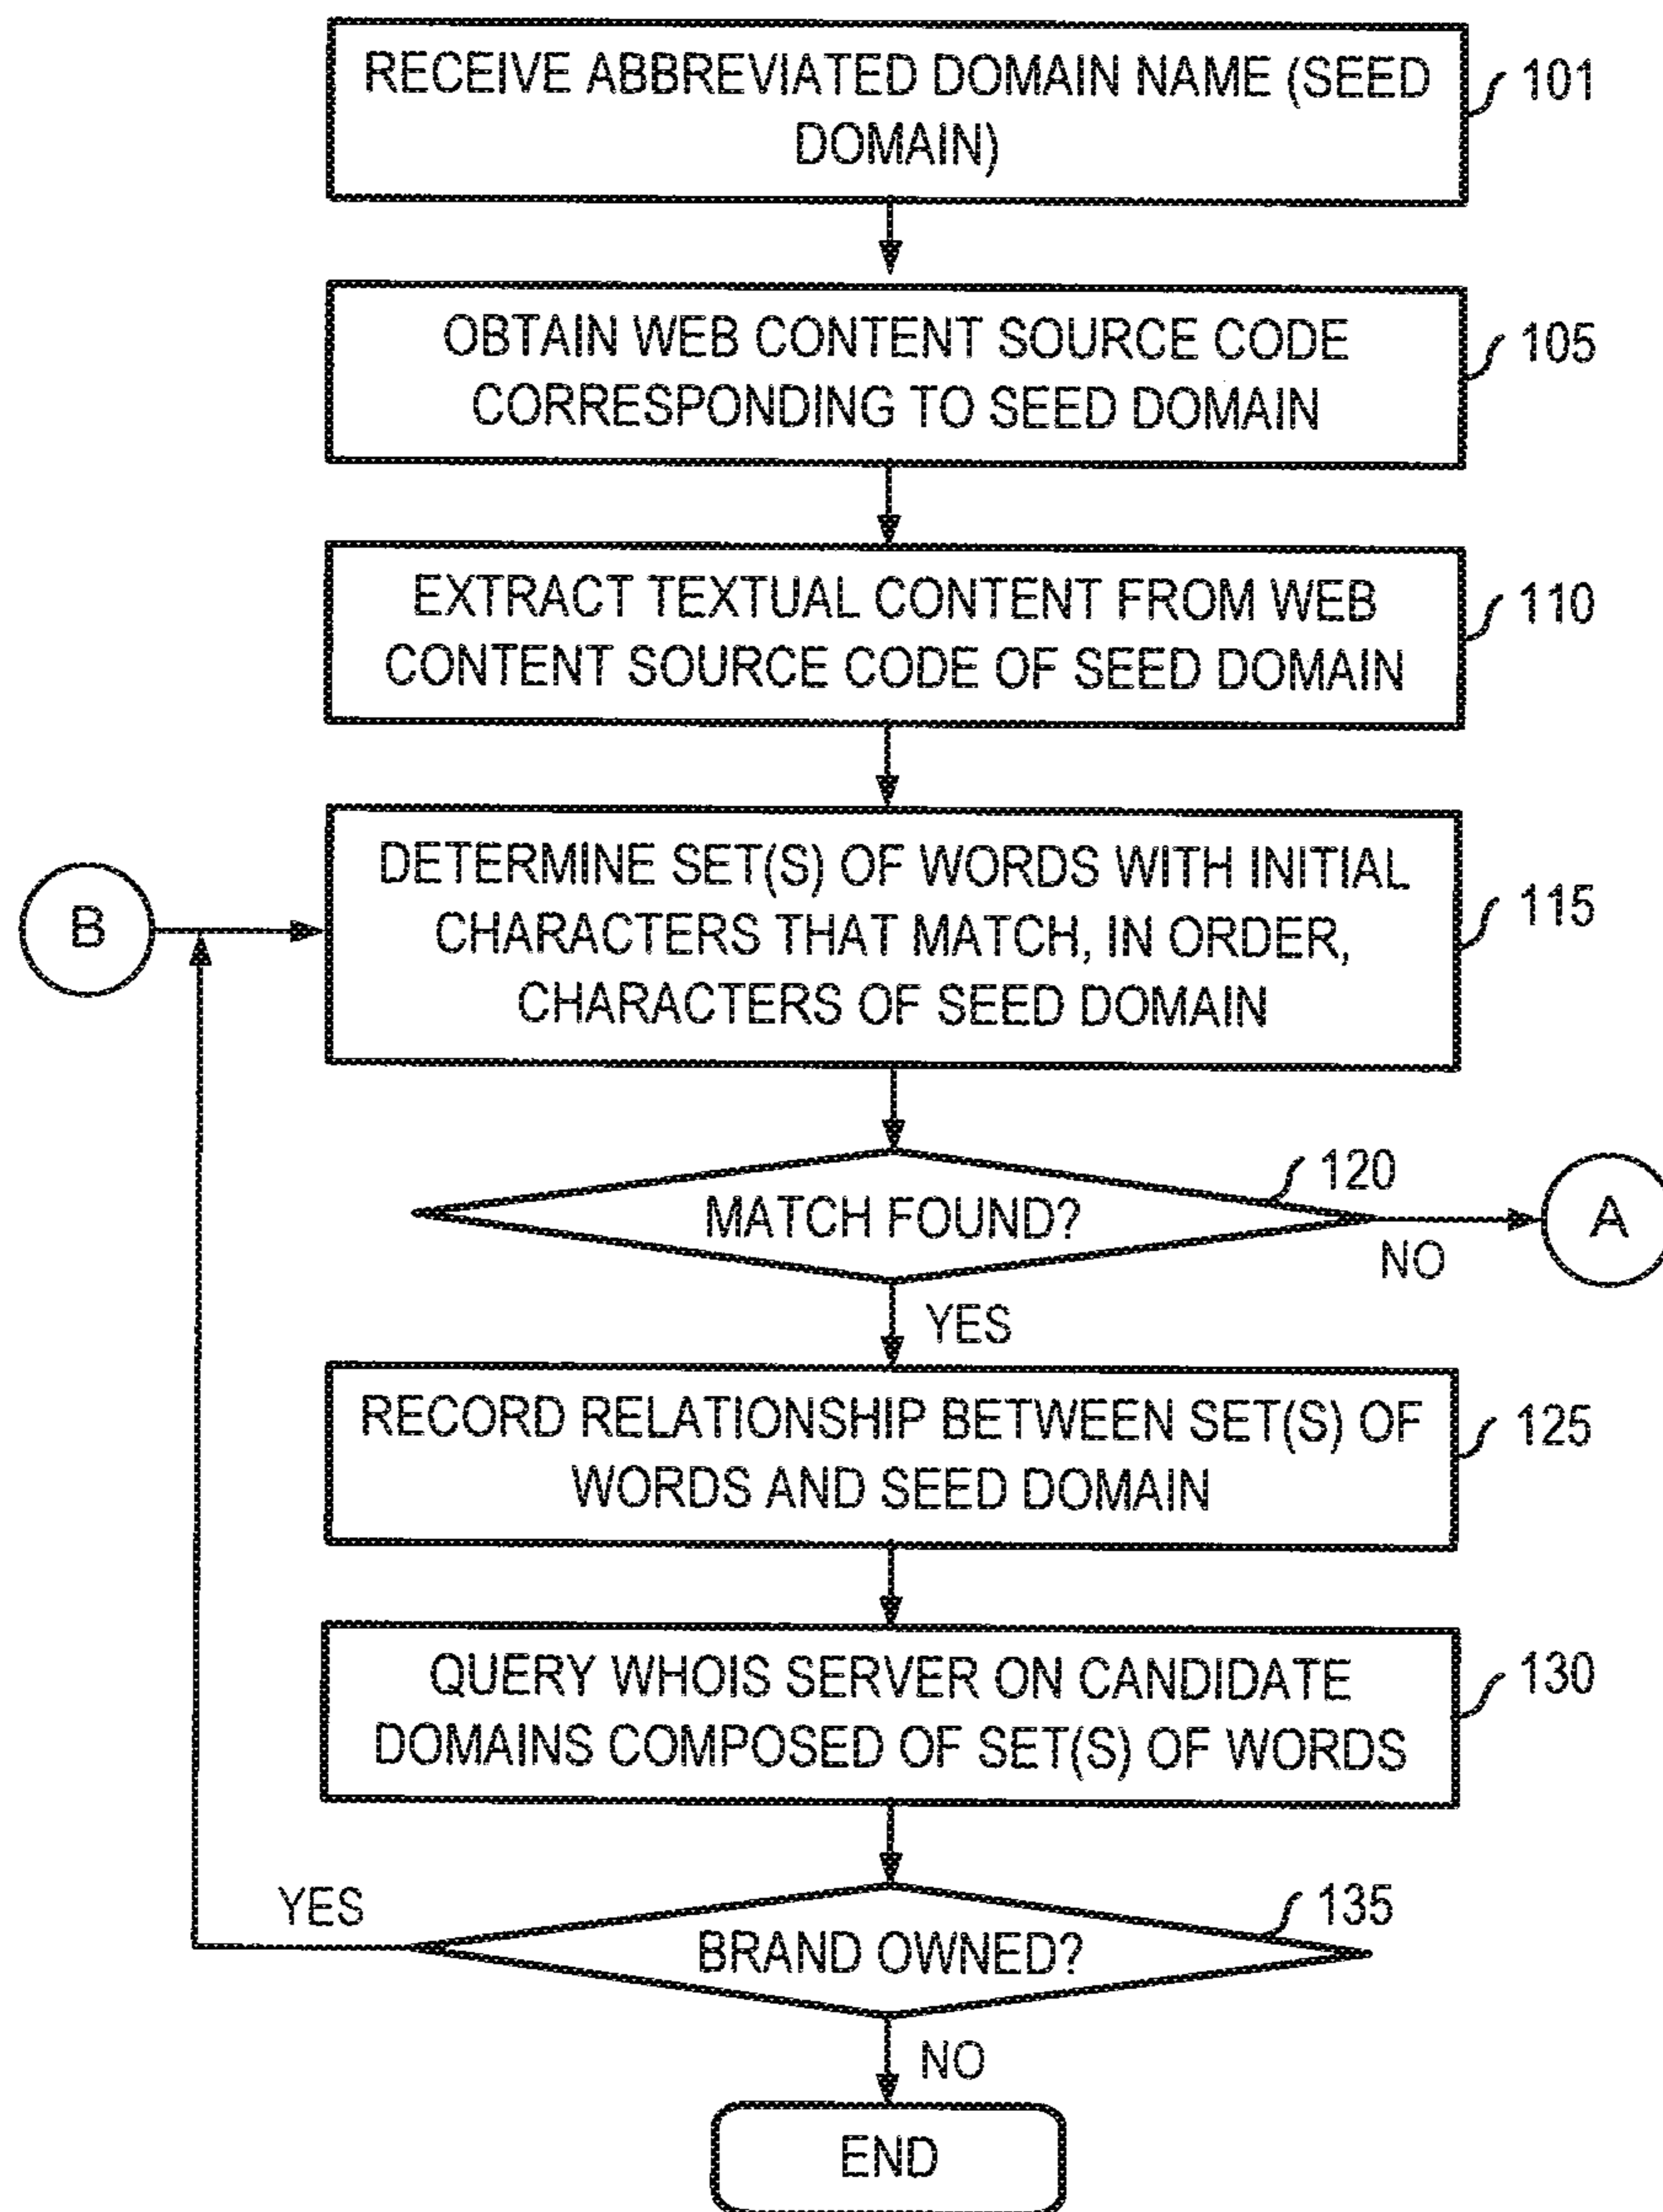 RECEIVE ABBREVIATED DOMAIN NAME (SEED
DOMAIN)
101
OBTAIN WEB CONTENT SOURCE CODE
CORRESPONDING TO SEED DOMAIN
105
EXTRACT TEXTUAL CONTENT FROM WEB
CONTENT SOURCE CODE OF SEED DOMAIN
110
B
DETERMINE SET(S) OF WORDS WITH INITIAL
CHARACTERS THAT MATCH, IN ORDER,
CHARACTERS OF SEED DOMAIN
115
MATCH FOUND?
120
NO
A
YES
RECORD RELATIONSHIP BETWEEN SET(S) OF
WORDS AND SEED DOMAIN
125
QUERY WHOIS SERVER ON CANDIDATE
DOMAINS COMPOSED OF SET(S) OF WORDS
130
YES
BRAND OWNED?
135
NO
END